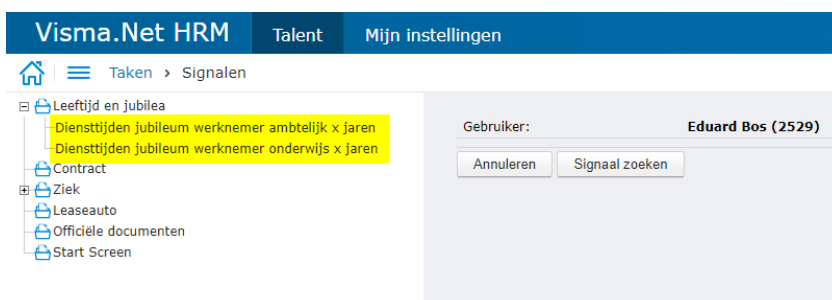 Visma.Net HRM Talent Mijn instellingen
Taken > Signalen
Leeftijd en jubilea
Diensttijden jubileum werknemer ambtelijk x jaren
Diensttijden jubileum werknemer onderwijs x jaren
Contract
Ziek
Leaseauto
Officiële documenten
Start Screen
Gebruiker: Eduard Bos (2529)
Annuleren Signaal zoeken